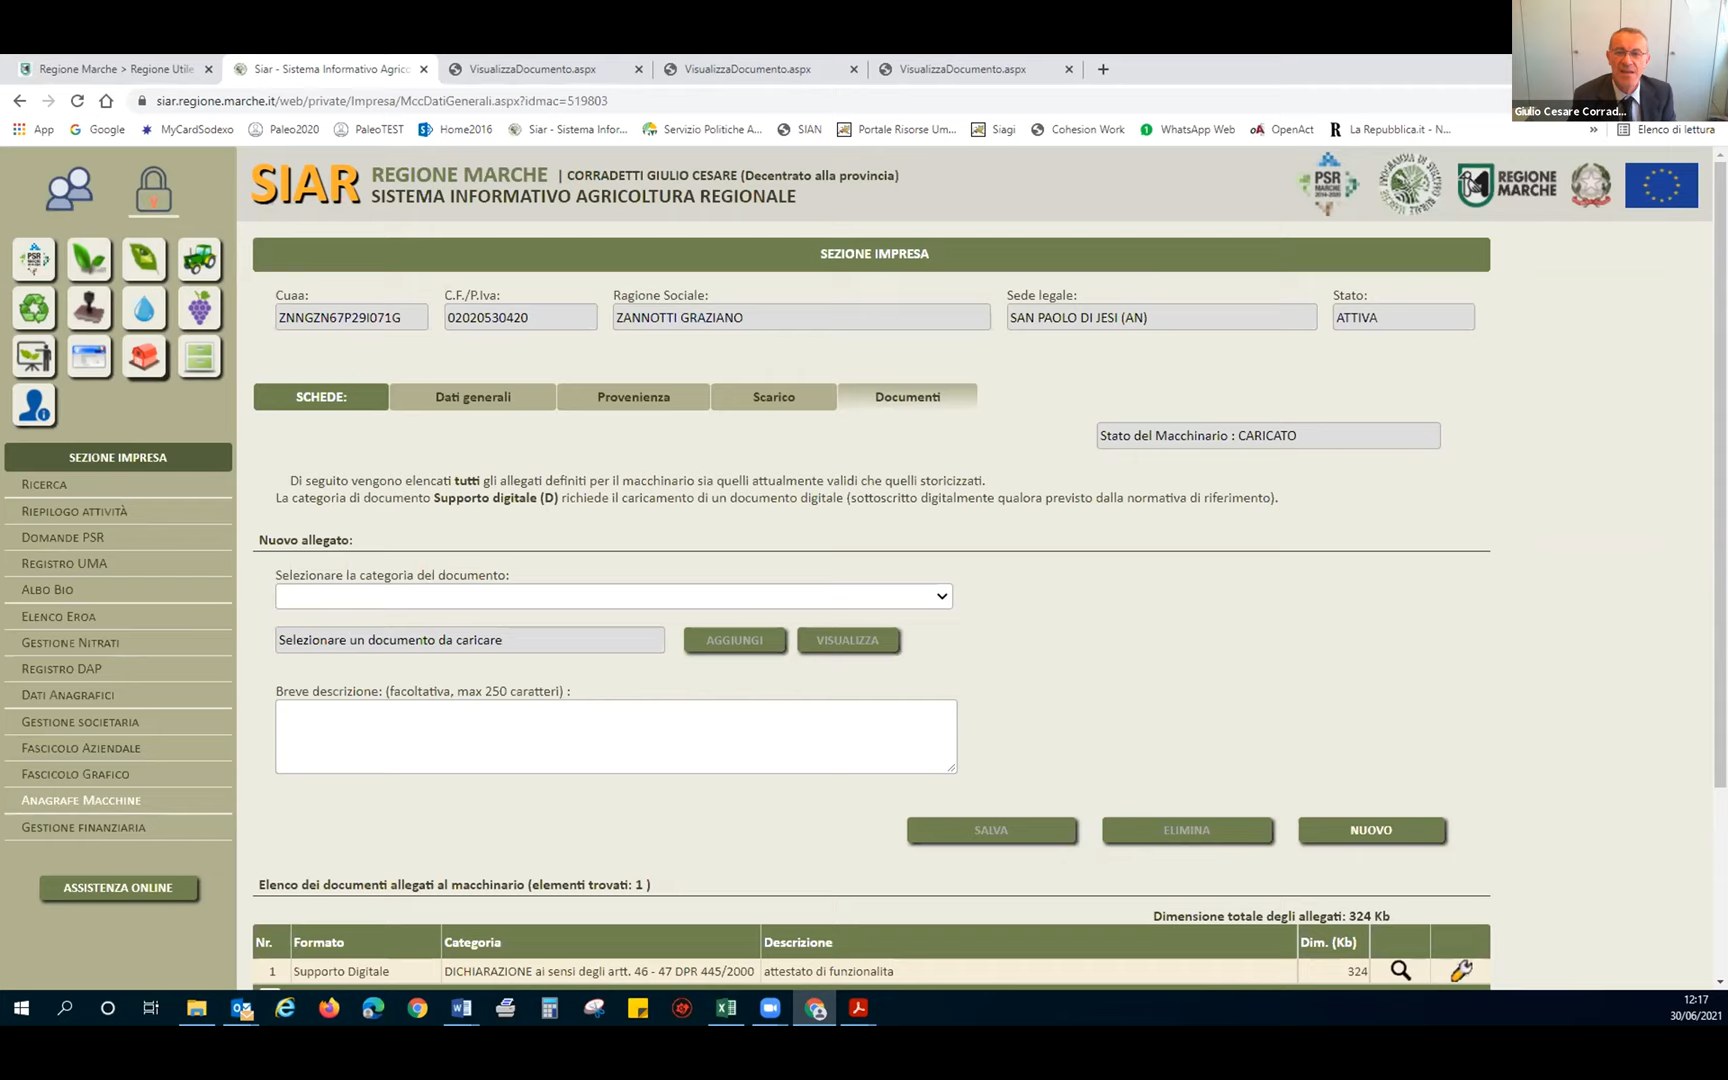 Regione Marche > Regione Utile
Siar - Sistema Informativo Agrico
VisualizzaDocumento.aspx
VisualizzaDocumento.aspx
VisualizzaDocumento.aspx
siar.regione.marche.it/web/private/Impresa/MccDatiGenerali.aspx?idmac=519803
Giulio Cesare Corrad...
App
Google
MyCardSodexo
Paleo2020
PaleoTEST
Home2016
Siar - Sistema Infor...
Servizio Politiche A...
SIAN
Portale Risorse Um...
Siagi
Cohesion Work
WhatsApp Web
OpenAct
La Repubblica.it - N...
»
Elenco di lettura
SIAR REGIONE MARCHE | CORRADETTI GIULIO CESARE (Decentrato alla provincia)
SISTEMA INFORMATIVO AGRICOLTURA REGIONALE
PSR
REGIONE
MARCHE
SEZIONE IMPRESA
Cuaa:
ZNNGZN67P29I071G
C.F./P.Iva:
02020530420
Ragione Sociale:
ZANNOTTI GRAZIANO
Sede legale:
SAN PAOLO DI JESI (AN)
Stato:
ATTIVA
SCHEDE:
Dati generali
Provenienza
Scarico
Documenti
Stato del Macchinario : CARICATO
SEZIONE IMPRESA
RICERCA
RIEPILOGO ATTIVITÀ
DOMANDE PSR
REGISTRO UMA
ALBO BIO
ELENCO EROA
GESTIONE NITRATI
REGISTRO DAP
DATI ANAGRAFICI
GESTIONE SOCIETARIA
FASCICOLO AZIENDALE
FASCICOLO GRAFICO
ANAGRAFE MACCHINE
GESTIONE FINANZIARIA
ASSISTENZA ONLINE
Di seguito vengono elencati tutti gli allegati definiti per il macchinario sia quelli attualmente validi che quelli storicizzati.
La categoria di documento Supporto digitale (D) richiede il caricamento di un documento digitale (sottoscritto digitalmente qualora previsto dalla normativa di riferimento).
Nuovo allegato:
Selezionare la categoria del documento:
Selezionare un documento da caricare
AGGIUNGI
VISUALIZZA
Breve descrizione: (facoltativa, max 250 caratteri) :
SALVA
ELIMINA
NUOVO
Elenco dei documenti allegati al macchinario (elementi trovati: 1 )
Dimensione totale degli allegati: 324 Kb
Nr. Formato Categoria Descrizione Dim. (Kb)
1 Supporto Digitale DICHIARAZIONE ai sensi degli artt. 46 - 47 DPR 445/2000 attestato di funzionalita 324
12:17
30/06/2021